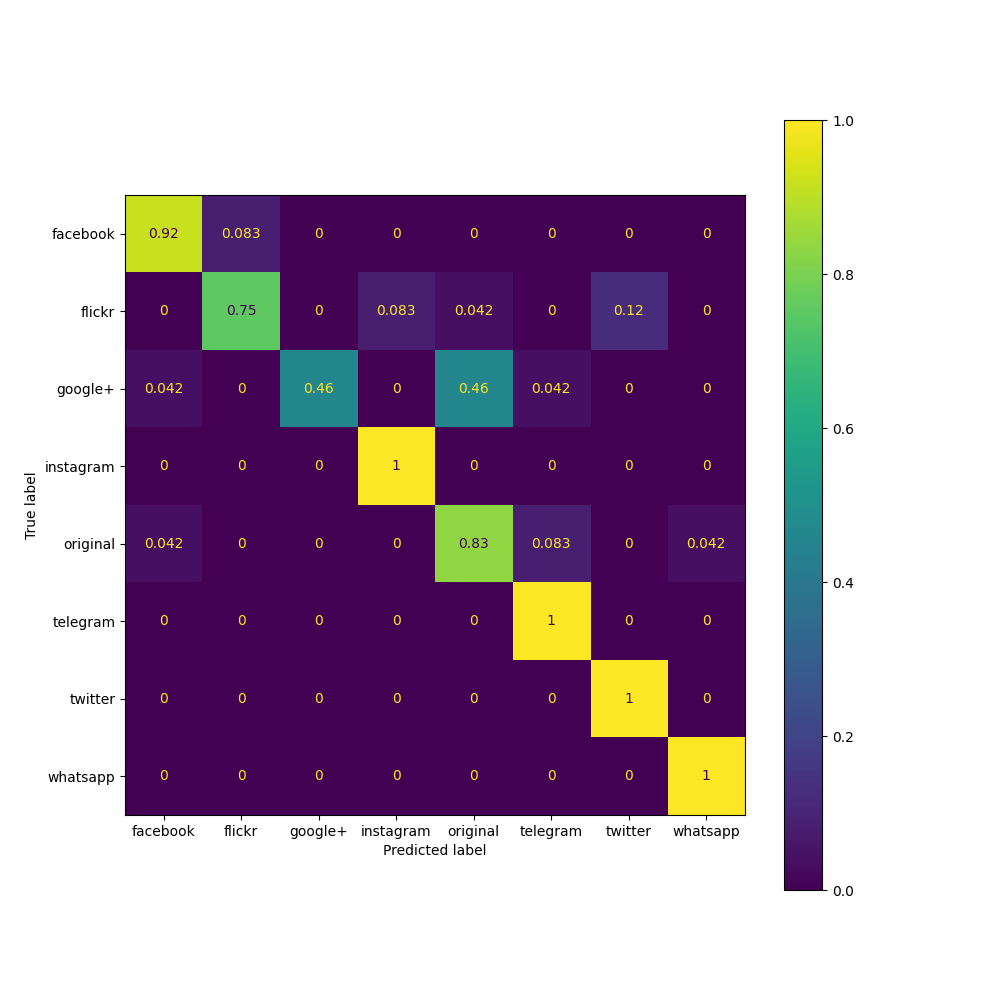 1.0
facebook 0.92 0.083 0 0 0 0 0 0
0.8
flickr 0 0.75 0 0.083 0.042 0 0.12 0
google+ 0.042 0 0.46 0 0.46 0.042 0 0
0.6
instagram 0 0 0 1 0 0 0 0
True label
original 0.042 0 0 0 0.83 0.083 0 0.042
0.4
telegram 0 0 0 0 0 1 0 0
twitter 0 0 0 0 0 0 1 0
0.2
whatsapp 0 0 0 0 0 0 0 1
facebook flickr google+ instagram original telegram twitter whatsapp
Predicted label
0.0